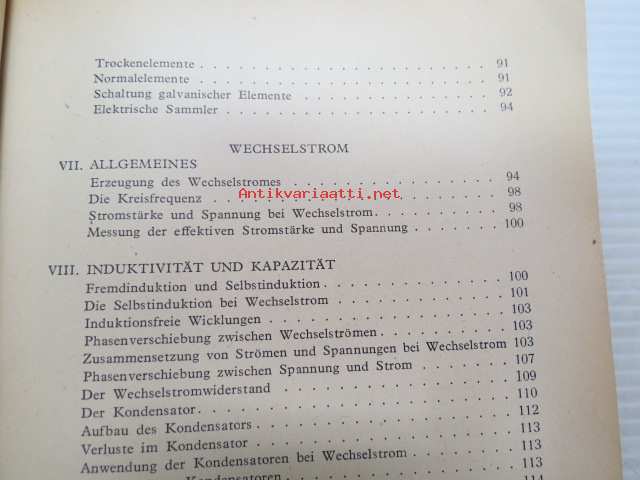 Trockenelemente . . . . . . . . . . . . . . . . . . 91
Normalelemente . . . . . . . . . . . . . . . . . . 91
Schaltung galvanischer Elemente . . . . . . . . . . . . 92
Elektrische Sammler . . . . . . . . . . . . . . . . . 94
WECHSELSTROM
VII. ALLGEMEINES
Erzeugung des Wechselstromes . . . . . . . . . . . . 94
Antikvariaatti.net
Die Kreisfrequenz . . . . . . . . . . . . . . . . . 98
Stromstärke und Spannung bei Wechselstrom. . . . . . . . 98
Messung der effektiven Stromstärke und Spannung . . . . . . 100
VIII. INDUKTIVITÄT UND KAPAZITÄT
Fremdinduktion und Selbstinduktion . . . . . . . . . . . 100
Die Selbstinduktion bei Wechselstrom . . . . . . . . . . 101
Induktionsfreie Wicklungen . . . . . . . . . . . . . . 103
Phasenverschiebung zwischen Wechselströmen . . . . . . . . 103
Zusammensetzung von Strömen und Spannungen bei Wechselstrom 103
Phasenverschiebung zwischen Spannung und Strom . . . . . . 107
Der Wechselstromwiderstand . . . . . . . . . . . . . 109
Der Kondensator. . . . . . . . . . . . . . . . . . 110
Aufbau des Kondensators . . . . . . . . . . . . . . . 112
Verluste im Kondensator . . . . . . . . . . . . . . . 113
Anwendung der Kondensatoren bei Wechselstrom . . . . . . . 113
Kondensatoren . . . . . . . . . . . . . . . . . . 113
114